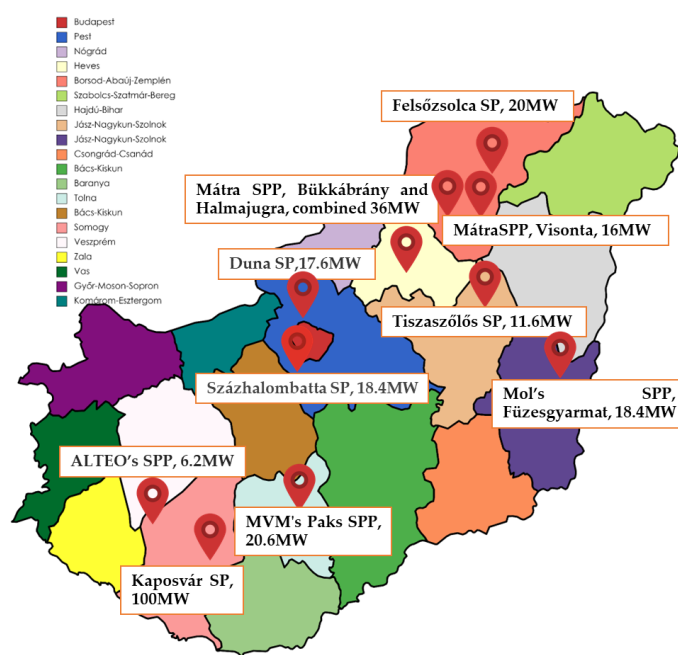 Budapest
Pest
Nógrád
Heves
Borsod-Abaúj-Zemplén
Szabolcs-Szatmár-Bereg
Hajdú-Bihar
Jász-Nagykun-Szolnok
Jász-Nagykun-Szolnok
Csongrád-Csanád
Bács-Kiskun
Baranya
Tolna
Bács-Kiskun
Somogy
Veszprém
Zala
Vas
Győr-Moson-Sopron
Komárom-Esztergom
Felsőzsolca SP, 20MW
Mátra SPP, Bükkábrány and
Halmajugra, combined 36MW
MátraSPP, Visonta, 16MW
Duna SP,17.6MW
Tiszaszőlős SP, 11.6MW
Százhalombatta SP, 18.4MW
Mol's SPP,
Füzesgyarmat, 18.4MW
ALTEO's SPP, 6.2MW
MVM's Paks SPP,
20.6MW
Kaposvár SP,
100MW